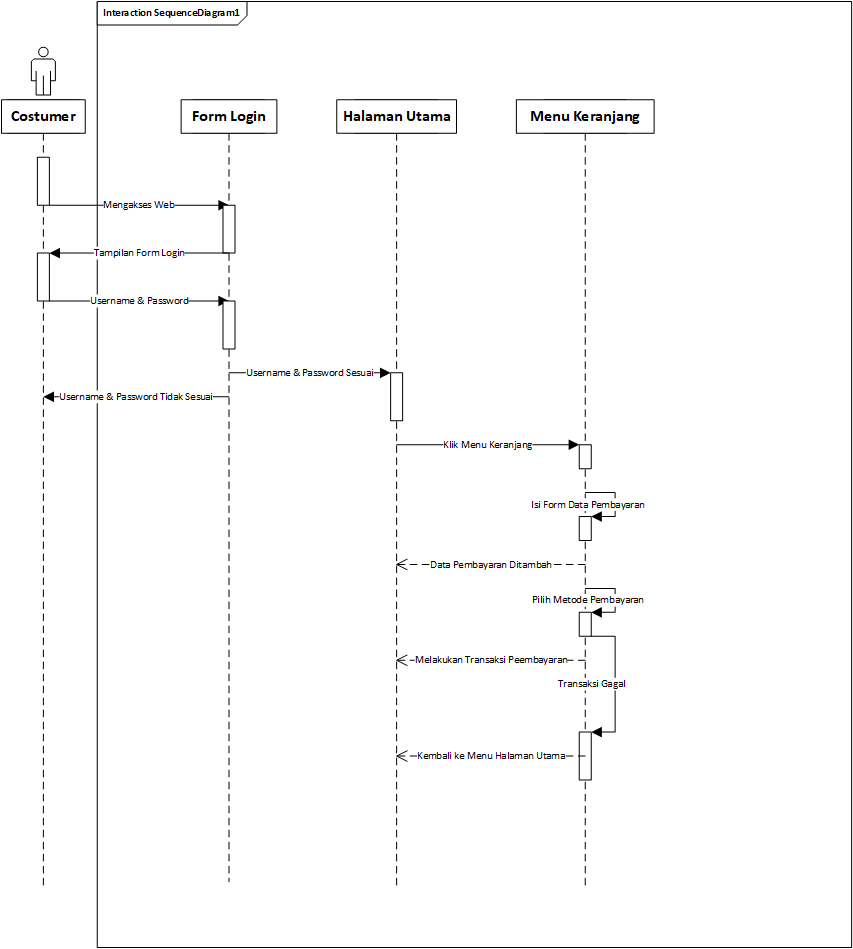 Interaction SequenceDiagram1
Costumer
Form Login
Halaman Utama
Menu Keranjang
Mengakses Web
Tampilan Form Login
Username & Password
Username & Password Sesuai
Username & Password Tidak Sesuai
Klik Menu Keranjang
Isi Form Data Pembayaran
Data Pembayaran Ditambah
Pilih Metode Pembayaran
Melakukan Transaksi Peembayaran
Transaksi Gagal
Kembali ke Menu Halaman Utama